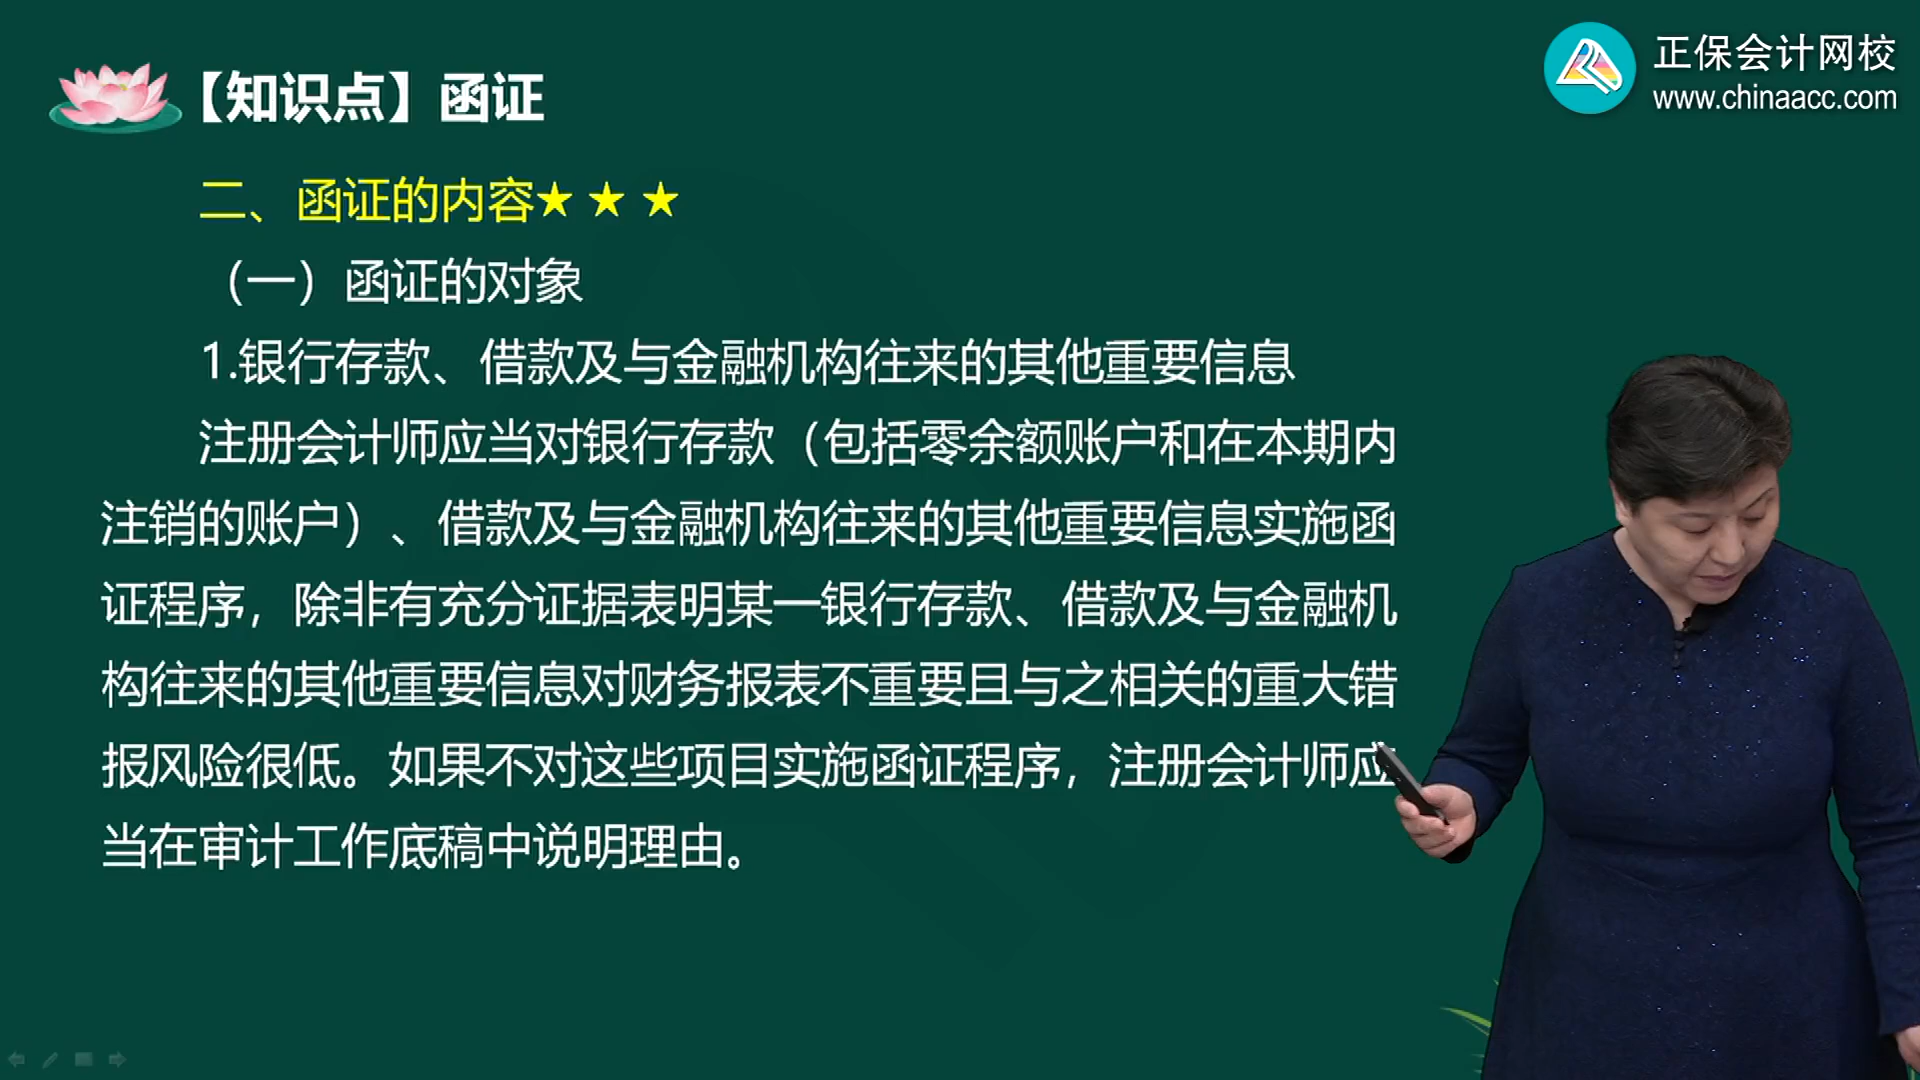 正保会计网校
www.chinaacc.com
【知识点】函证
二、函证的内容★★★
（一）函证的对象
1.银行存款、借款及与金融机构往来的其他重要信息
注册会计师应当对银行存款（包括零余额账户和在本期内
注销的账户）、借款及与金融机构往来的其他重要信息实施函
证程序，除非有充分证据表明某一银行存款、借款及与金融机
构往来的其他重要信息对财务报表不重要且与之相关的重大错
报风险很低。如果不对这些项目实施函证程序，注册会计师应
当在审计工作底稿中说明理由。